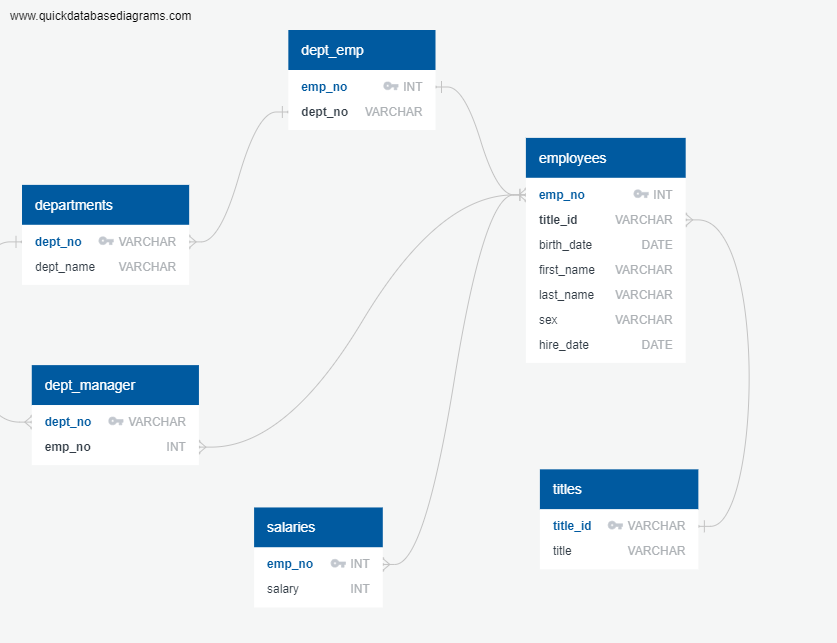 www.quickdatabasediagrams.com
dept_emp
emp_no INT
dept_no VARCHAR
employees
emp_no INT
title_id VARCHAR
birth_date DATE
first_name VARCHAR
last_name VARCHAR
sex VARCHAR
hire_date DATE
departments
dept_no VARCHAR
dept_name VARCHAR
dept_manager
dept_no VARCHAR
emp_no INT
titles
title_id VARCHAR
title VARCHAR
salaries
emp_no INT
salary INT